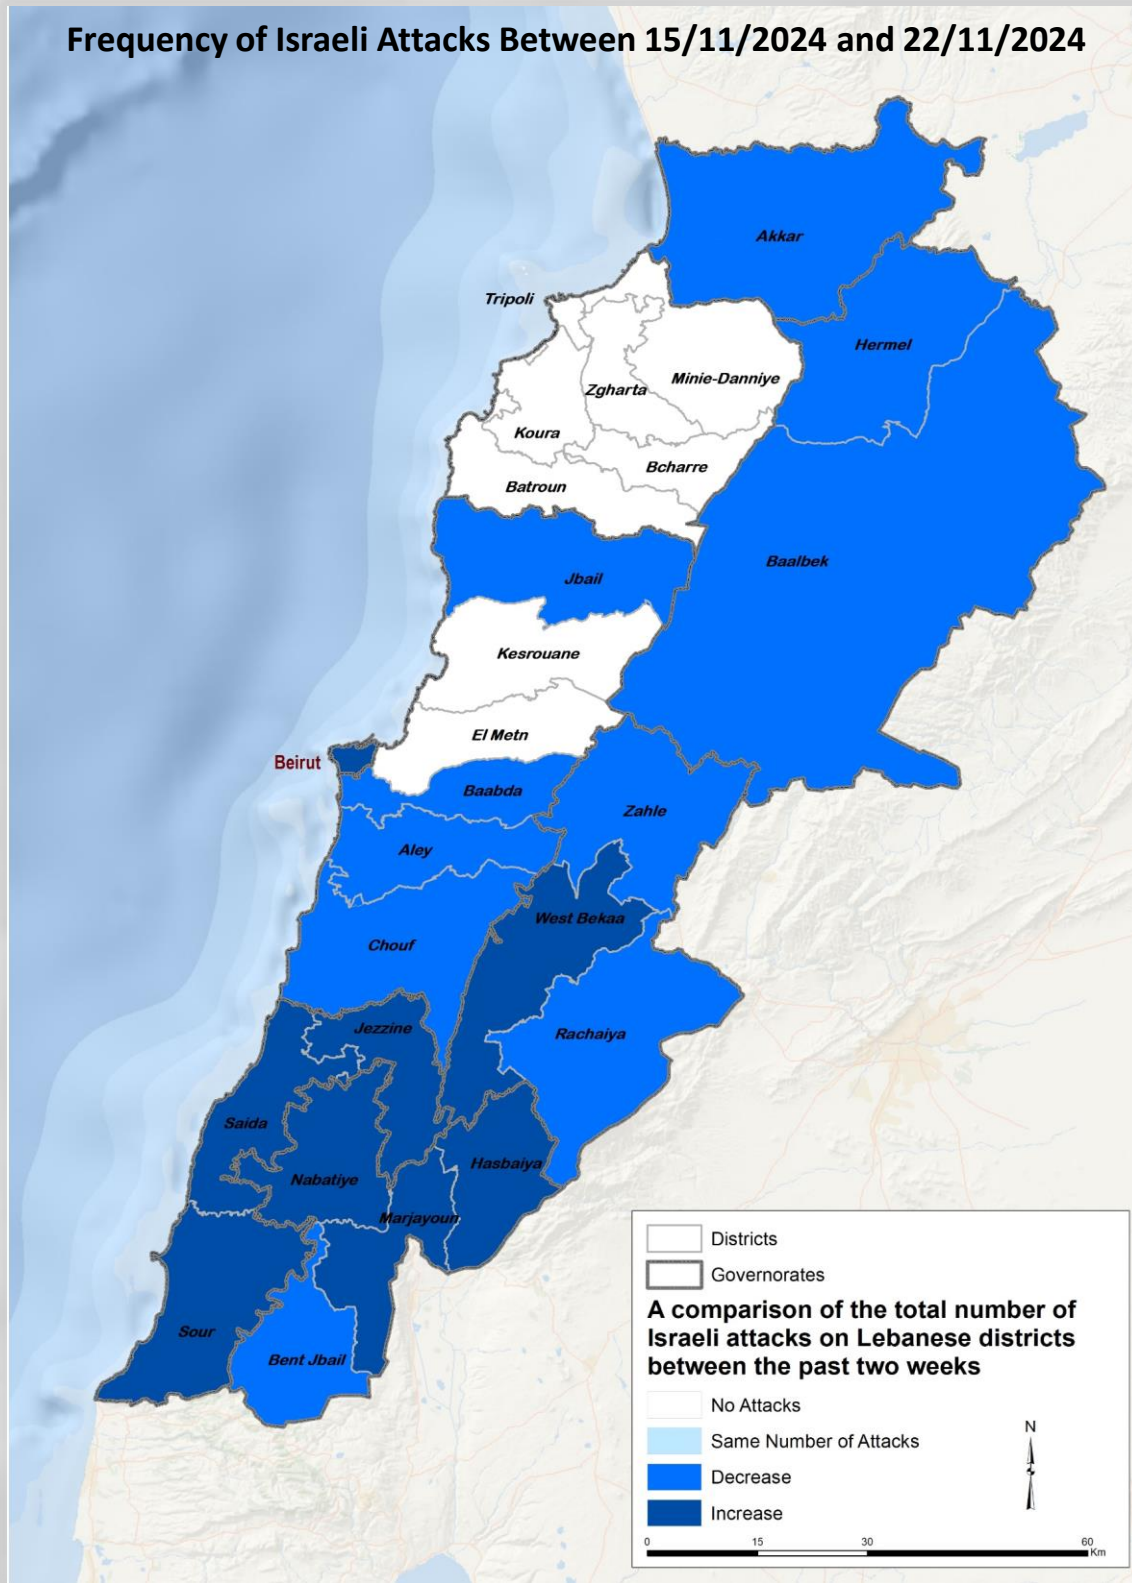 Frequency of Israeli Attacks Between 15/11/2024 and 22/11/2024
Akkar
Tripoli
Hermel
Minie-Danniye
Zgharta
Koura
Bcharre
Batroun
Baalbek
Jbail
Kesrouane
El Metn
Beirut
Baabda
Zahle
Aley
West Bekaa
Chouf
Jezzine
Rachaiya
Saida
Hasbaiya
Nabatiye
Marjayoun
Sour
Bent Jbail
Districts
Governorates
A comparison of the total number of
Israeli attacks on Lebanese districts
between the past two weeks
No Attacks
Same Number of Attacks
Decrease
Increase
N
0 15 30 60
Km